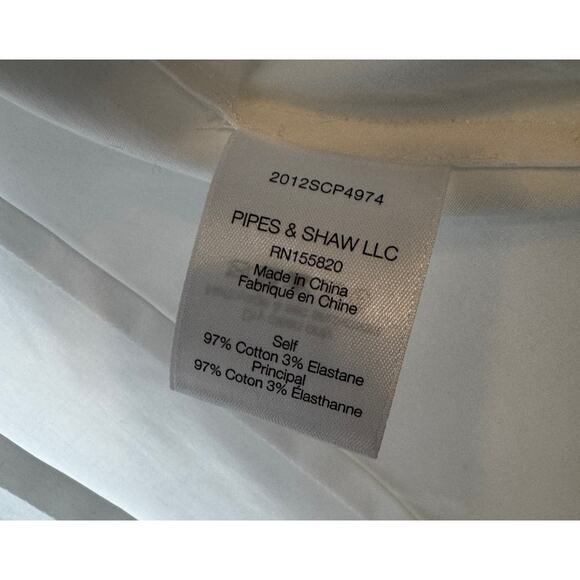 2012SCP4974
PIPES & SHAW LLC
RN155820
Made in China
Fabriqué en Chine
Self
97% Cotton 3% Elastane
Principal
97% Coton 3% Élasthanne